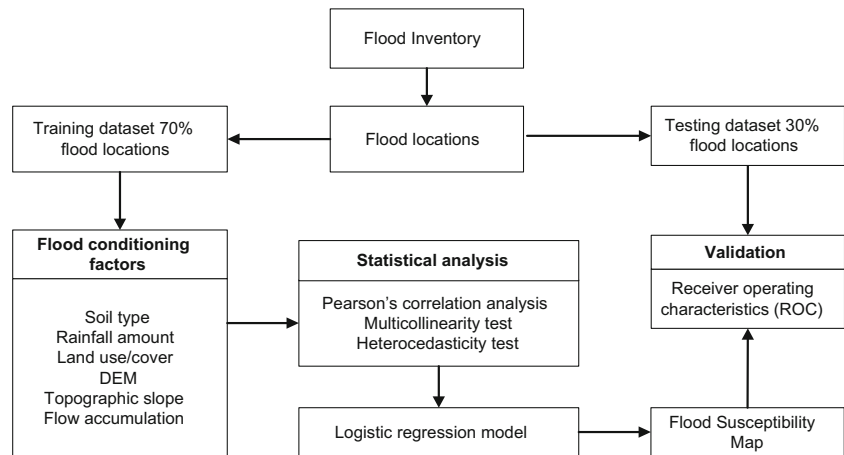 Flood Inventory
Training dataset 70%
flood locations
Flood locations
Testing dataset 30%
flood locations
Flood conditioning
factors
Soil type
Rainfall amount
Land use/cover
DEM
Topographic slope
Flow accumulation
Statistical analysis
Pearson's correlation analysis
Multicollinearity test
Heterocedasticity test
Validation
Receiver operating
characteristics (ROC)
Logistic regression model
Flood Susceptibility
Map